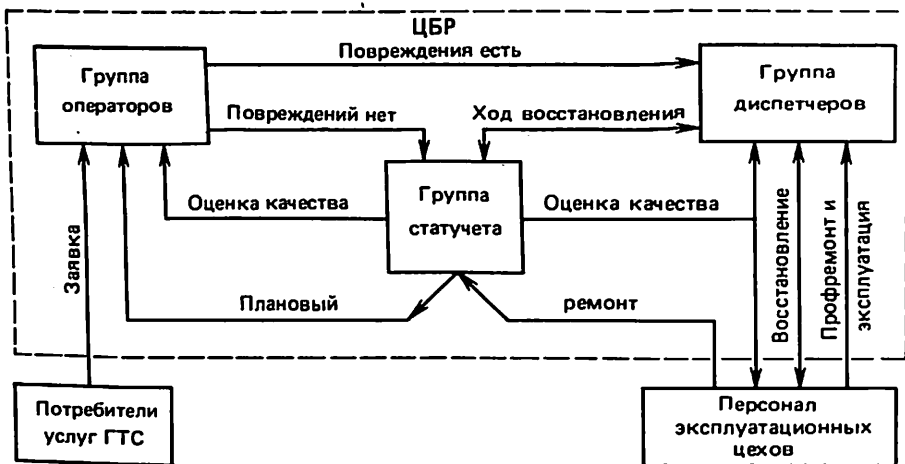 ЦБР
Повреждения есть
Группа
операторов
Группа
диспетчеров
Повреждений нет
Ход восстановления
Группа
статучета
Оценка качества
Оценка качества
Заявка
Восстановление
Профремонт и
эксплуатация
Плановый
ремонт
Потребители
услуг ГТС
Персонал
эксплуатационных
цехов